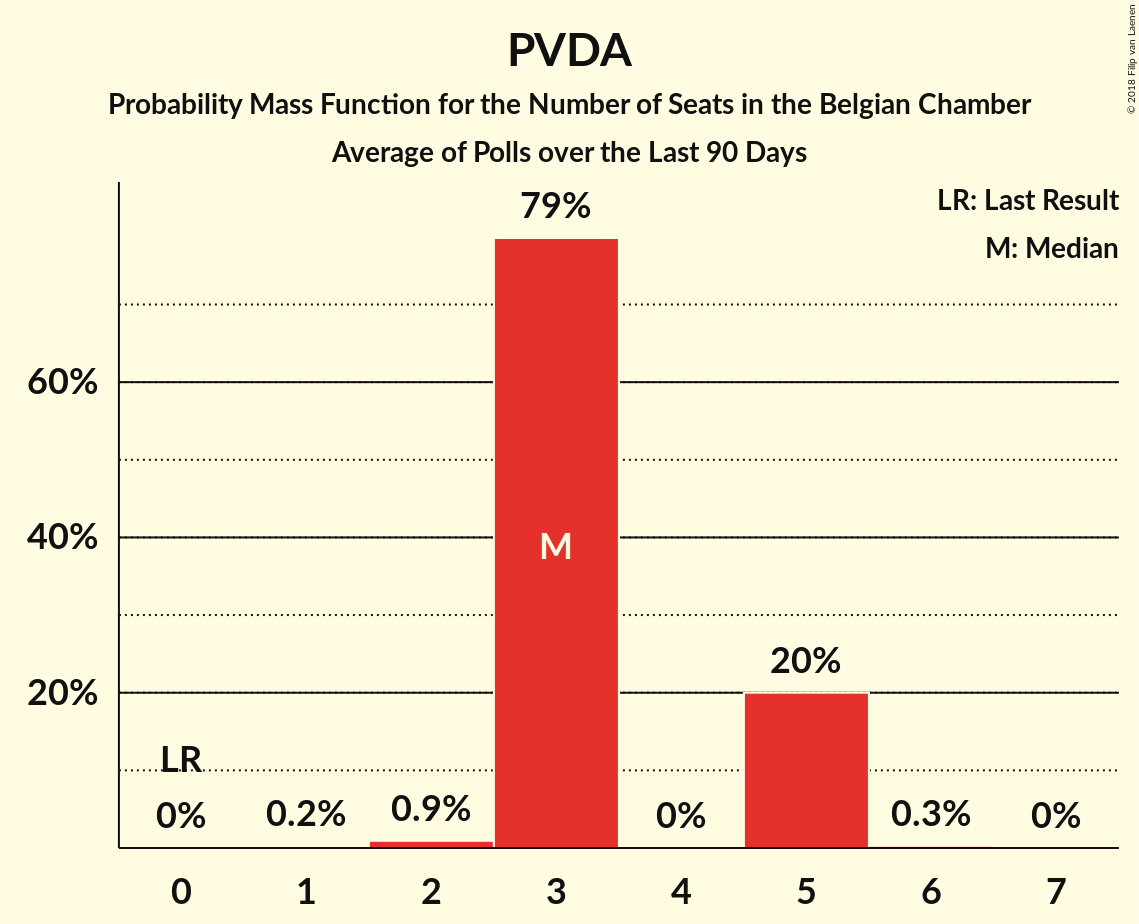 PVDA
Probability Mass Function for the Number of Seats in the Belgian Chamber
Average of Polls over the Last 90 Days
© 2018 Filip van Laenen
LR: Last Result
M: Median
79%
60%
M
40%
20%
20%
LR
0%
0.2%
0.9%
0%
0.3%
0%
0 1 2 3 4 5 6 7